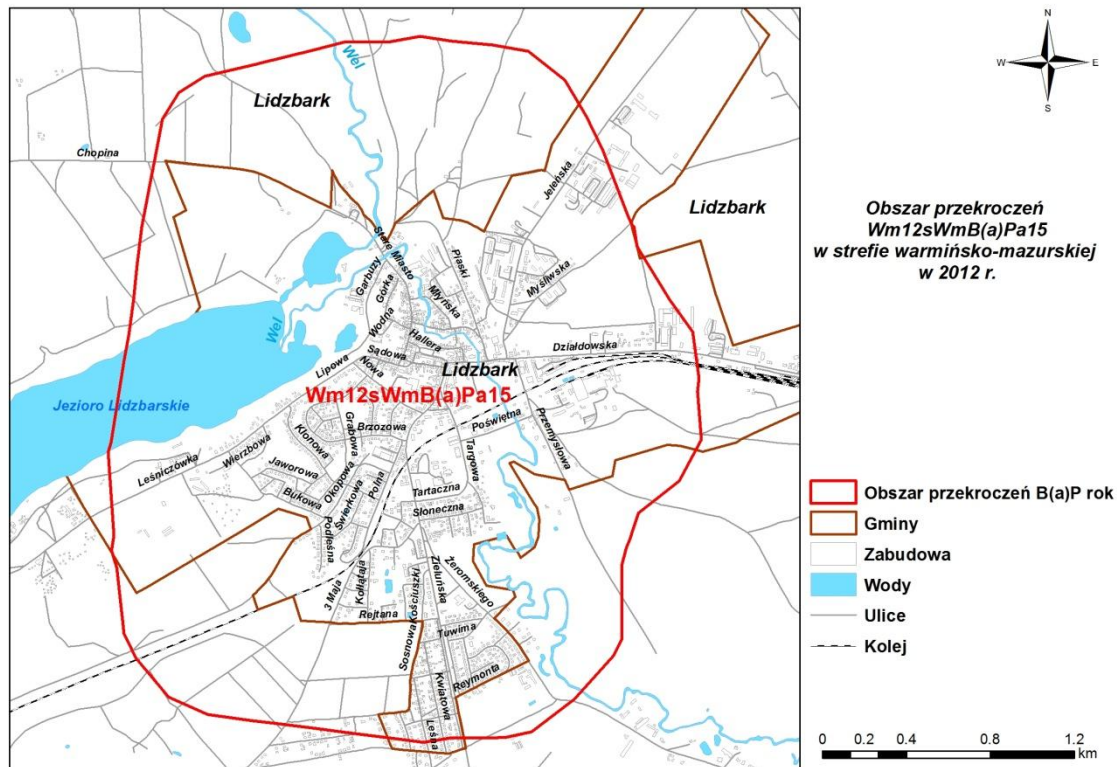 Wel
Lidzbark
Chopina
Jeleńska
Lidzbark
Stare Miasto
Piaski
Garbuzy
Górka
Myśliwska
Młyńska
Wodna
Wel
Hallera
Sądowa
Działdowska
Lipowa
Nowa
Lidzbark
Wm12sWmB(a)Pa15
Jezioro Lidzbarskie
Poświętna
Przemysłowa
Grabowa
Brzozowa
Klonowa
Wierzbowa
Targowa
Leśniczówka
Jaworowa
Okopowa
Polna
Bukowa
Świerkowa
Tartaczna
Słoneczna
Podleśna
Zieluńska
Żeromskiego
3 Maja
Kołłątaja
Kościuszki
Rejtana
Tuwima
Sosnowa
Reymonta
Kwiatowa
Leśna
N
W
E
S
Obszar przekroczeń
Wm12sWmB(a)Pa15
w strefie warmińsko-mazurskiej
w 2012 r.
Obszar przekroczeń B(a)P rok
Gminy
Zabudowa
Wody
Ulice
Kolej
0 0.2 0.4 0.8 1.2
km